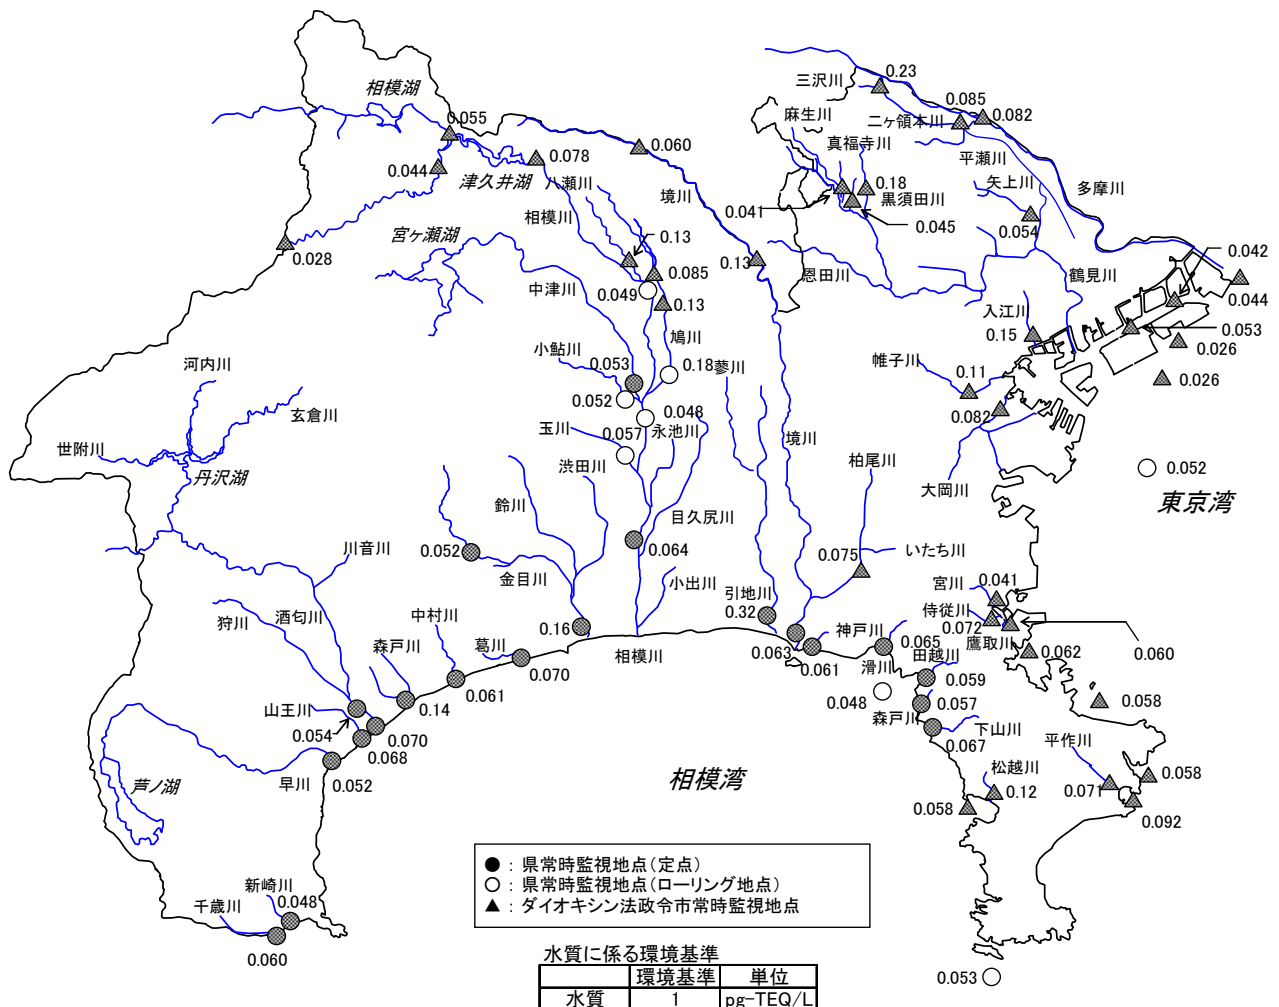 相模湖
0.055
0.044
津久井湖
0.078
八瀬川
0.060
相模川
境川
0.028
宮ヶ瀬湖
中津川
0.13
0.085
0.049
0.13
鳩川
0.13
三沢川
0.23
麻生川
0.085
0.082
二ヶ領本川
真福寺川
平瀬川
矢上川
多摩川
0.18
黒須田川
0.041
0.045
0.054
恩田川
鶴見川
0.042
0.044
入江川
0.15
0.053
0.026
0.026
帷子川
0.11
0.082
河内川
玄倉川
世附川
丹沢湖
小鮎川
0.053
0.18
蓼川
0.052
0.048
玉川
0.057
永池川
渋田川
境川
柏尾川
大岡川
0.052
東京湾
鈴川
目久尻川
0.064
0.052
川音川
金目川
小出川
0.075
いたち川
引地川
0.32
宮川
0.041
侍従川
0.072
鷹取川
0.060
0.062
狩川
酒匂川
中村川
森戸川
葛川
0.16
相模川
0.063
0.061
神戸川
0.065
滑川
田越川
0.059
0.048
0.057
森戸川
下山川
0.067
0.070
0.061
0.14
山王川
0.054
0.070
0.068
0.052
早川
芦ノ湖
相模湾
0.058
平作川
松越川
0.12
0.058
0.071
0.058
0.092
新崎川
0.048
千歳川
0.060
● : 県常時監視地点(定点)
○ : 県常時監視地点(ローリング地点)
▲ : ダイオキシン法政令市常時監視地点
水質に係る環境基準
環境基準 単位
水質 1 pg-TEQ/L
0.053